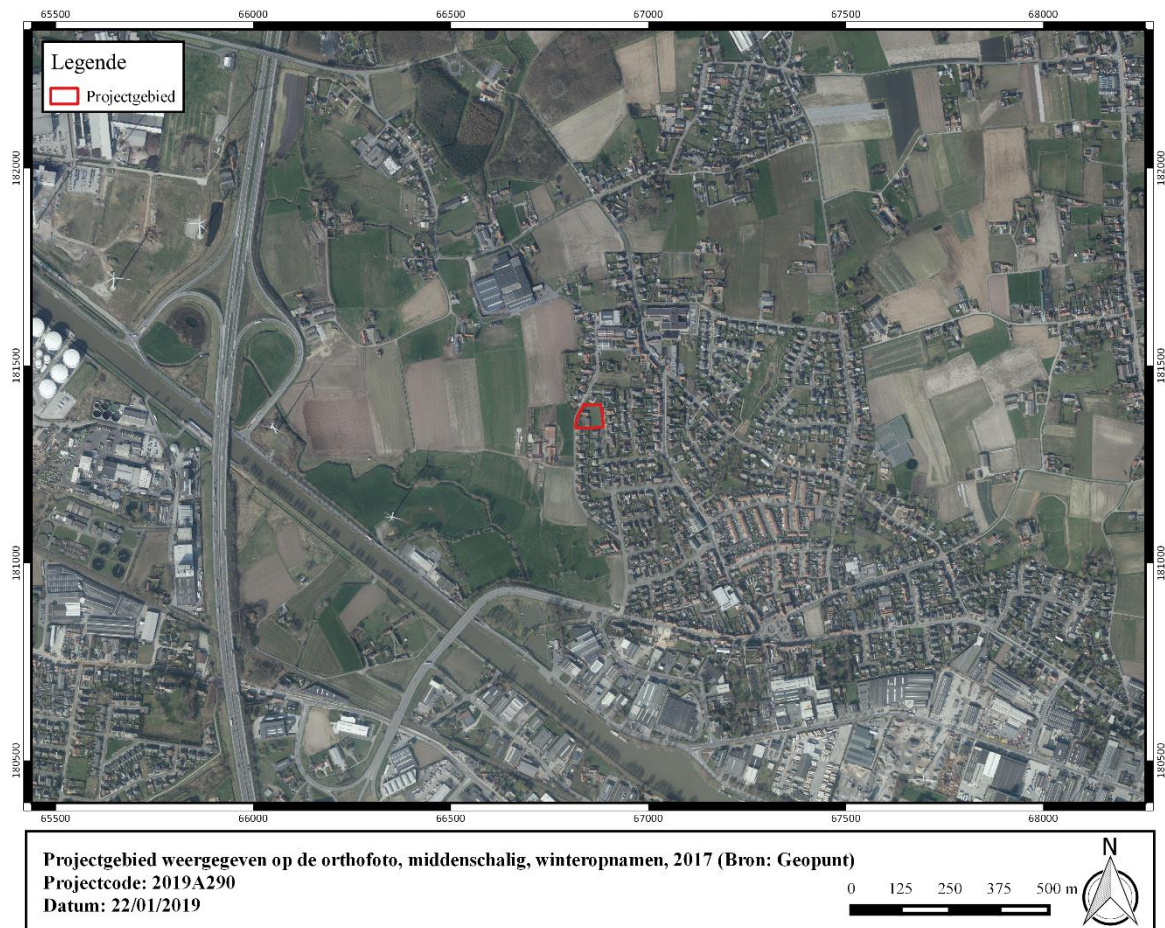 65500 66000 66500 67000 67500 68000
Legende
Projectgebied
182000 182000
181500 181500
181000 181000
180500 180500
65500 66000 66500 67000 67500 68000
Projectgebied weergegeven op de orthofoto, middenschalig, winteropnamen, 2017 (Bron: Geopunt)
Projectcode: 2019A290
Datum: 22/01/2019
0 125 250 375 500 m
N